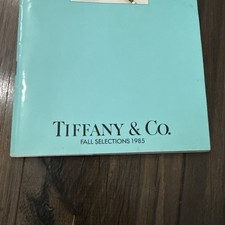 TIFFANY & CO.
FALL SELECTIONS 1985